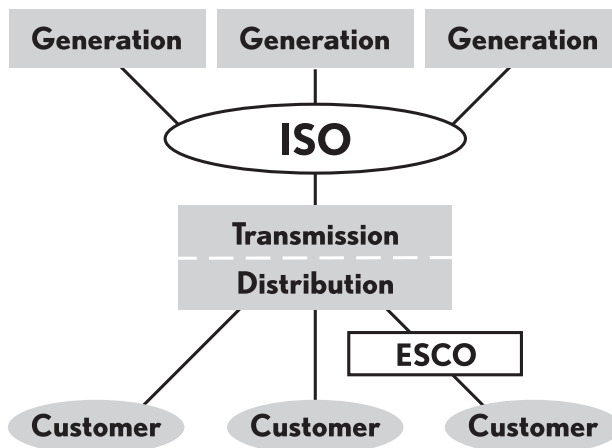 Generation Generation Generation
ISO
Transmission
Distribution
ESCO
Customer Customer Customer